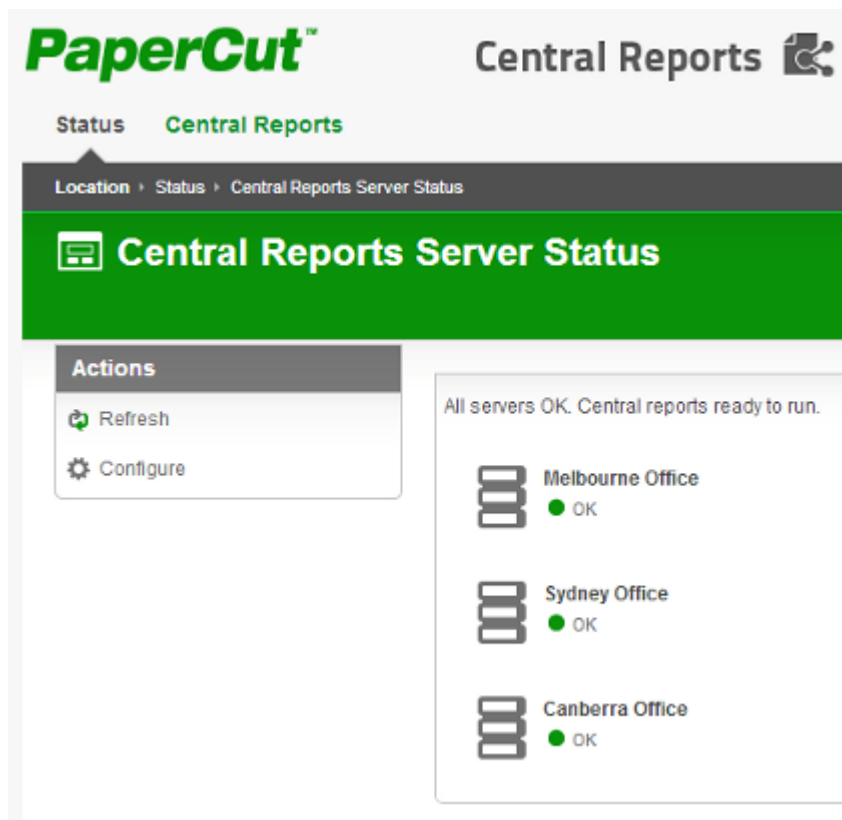 PaperCut™
Central Reports
Status Central Reports
Location › Status › Central Reports Server Status
Central Reports Server Status
Actions
Refresh
Configure
All servers OK. Central reports ready to run.
Melbourne Office
OK
Sydney Office
OK
Canberra Office
OK